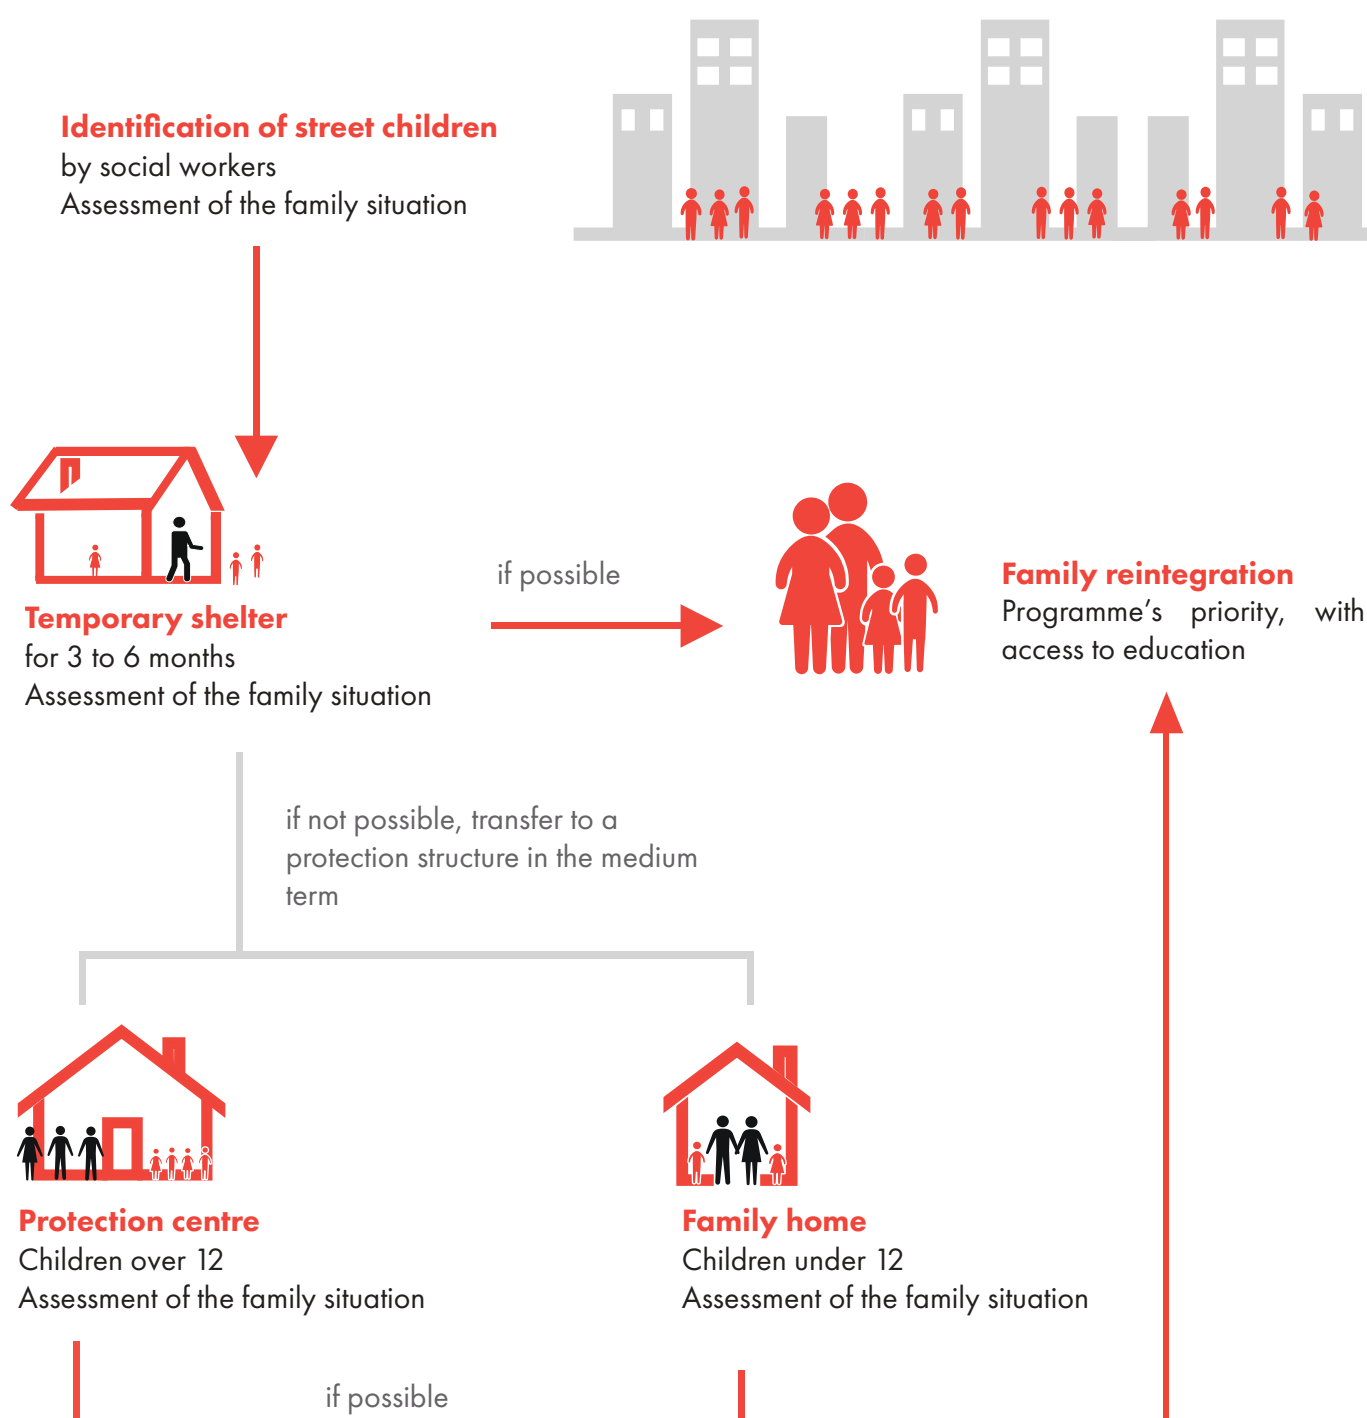 Identification of street children
by social workers
Assessment of the family situation
Temporary shelter
for 3 to 6 months
Assessment of the family situation
if possible
Family reintegration
Programme’s priority, with
access to education
if not possible, transfer to a
protection structure in the medium
term
Protection centre
Children over 12
Assessment of the family situation
Family home
Children under 12
Assessment of the family situation
if possible